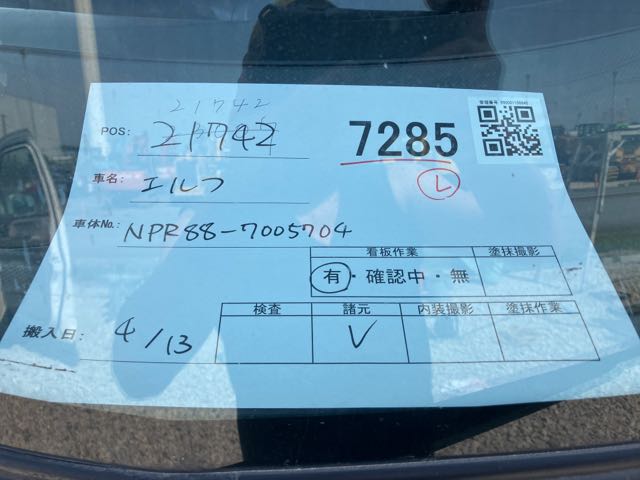 21742
POS: 21742
7285
L
車名: エルフ
車体No.: NPR88-7005704
看板作業 塗抹撮影
有・確認中・無
検査 諸元 内装撮影 塗抹作業
搬入日: 4/13 V